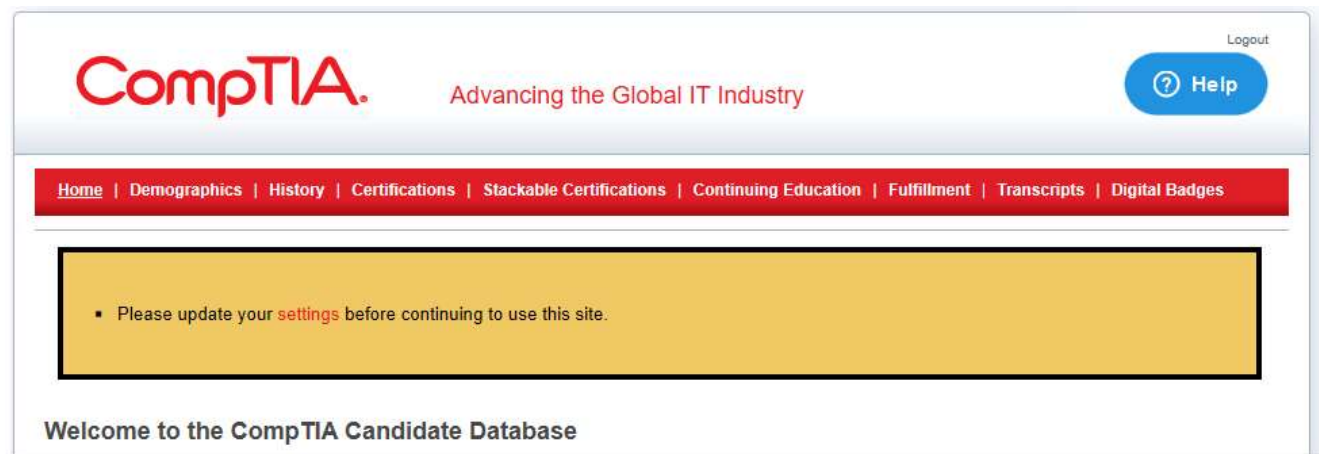 Logout
CompTIA.
Advancing the Global IT Industry
? Help
Home | Demographics | History | Certifications | Stackable Certifications | Continuing Education | Fulfillment | Transcripts | Digital Badges
▪ Please update your settings before continuing to use this site.
Welcome to the CompTIA Candidate Database